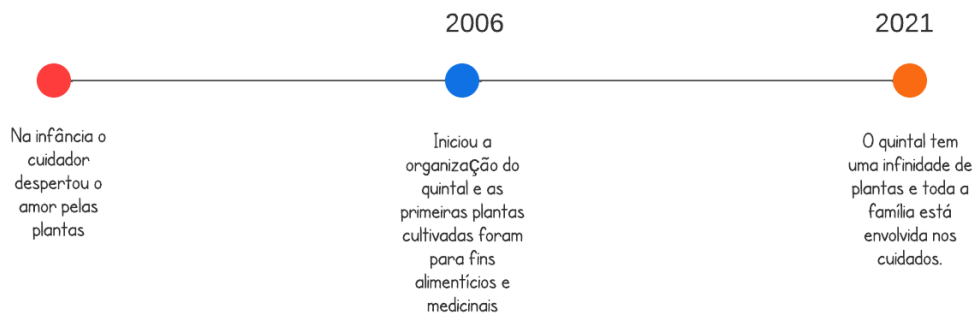 Na infância o
cuidador
despertou o
amor pelas
plantas
2006
Iniciou a
organização do
quintal e as
primeiras plantas
cultivadas foram
para fins
alimentícios e
medicinais
2021
O quintal tem
uma infinidade de
plantas e toda a
família está
envolvida nos
cuidados.